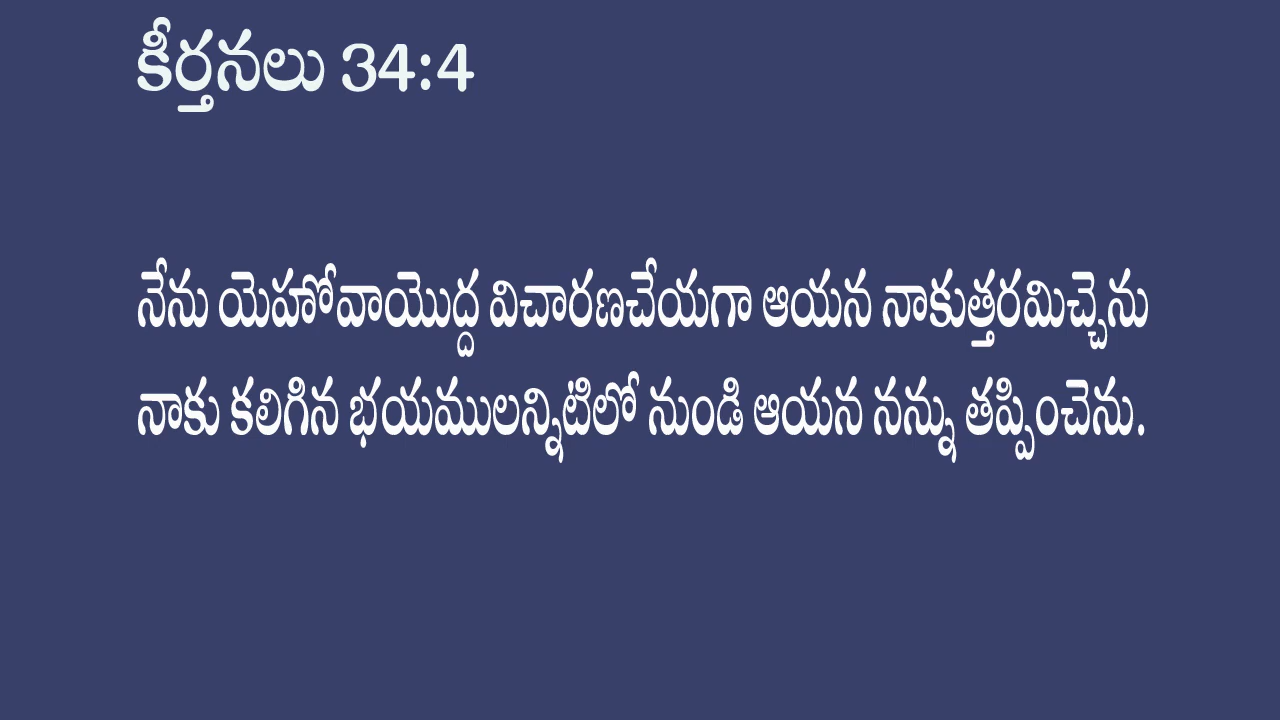 కీర్తనలు 34:4
నేను యెహోవాయొద్ద విచారణచేయగా ఆయన నాకుత్తరమిచ్చెను
నాకు కలిగిన భయములన్నిటిలో నుండి ఆయన నన్ను తప్పించెను.